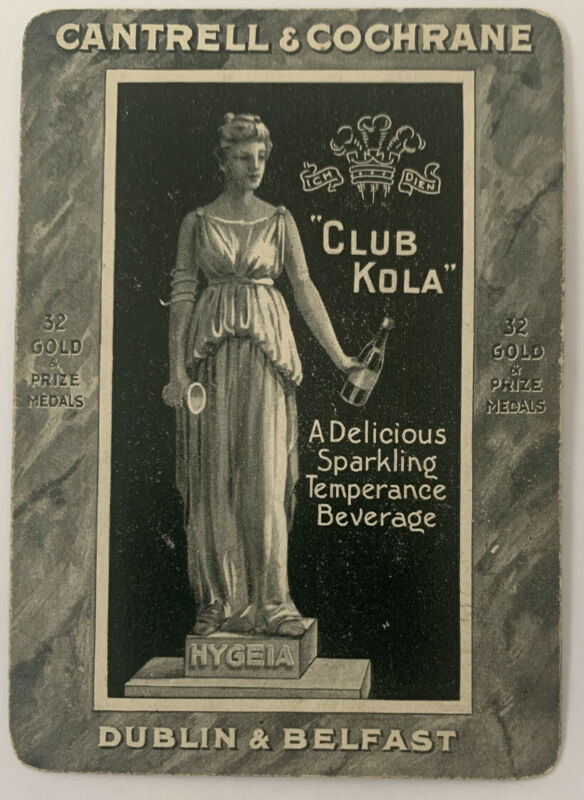 CANTRELL & COCHRANE
ICH DIEN
"CLUB
KOLA"
32
GOLD
&
PRIZE
MEDALS
32
GOLD
&
PRIZE
MEDALS
A Delicious
Sparkling
Temperance
Beverage
HYGEIA
DUBLIN & BELFAST